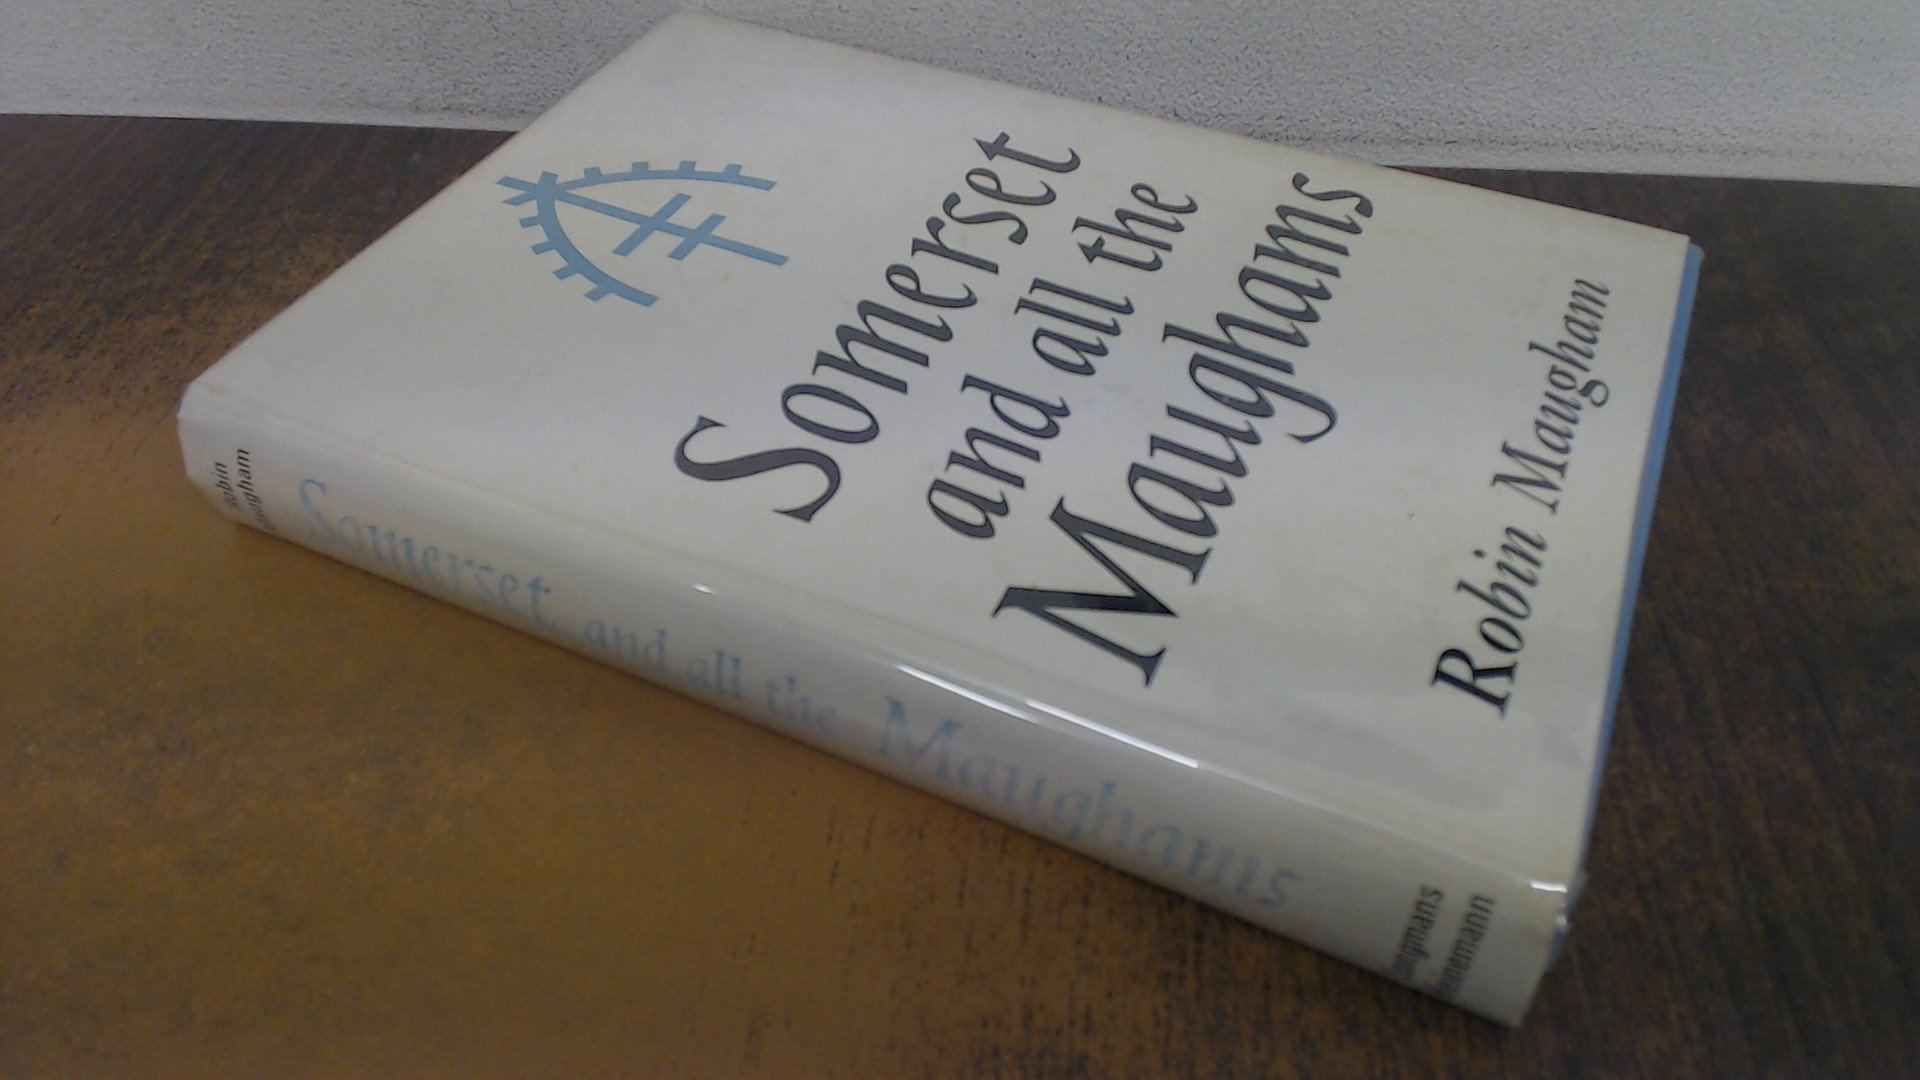 Somerset
and all the
Maughams
Robin Maugham
Robin
Maugham
Somerset and all the Maughams
Longmans
Heinemann